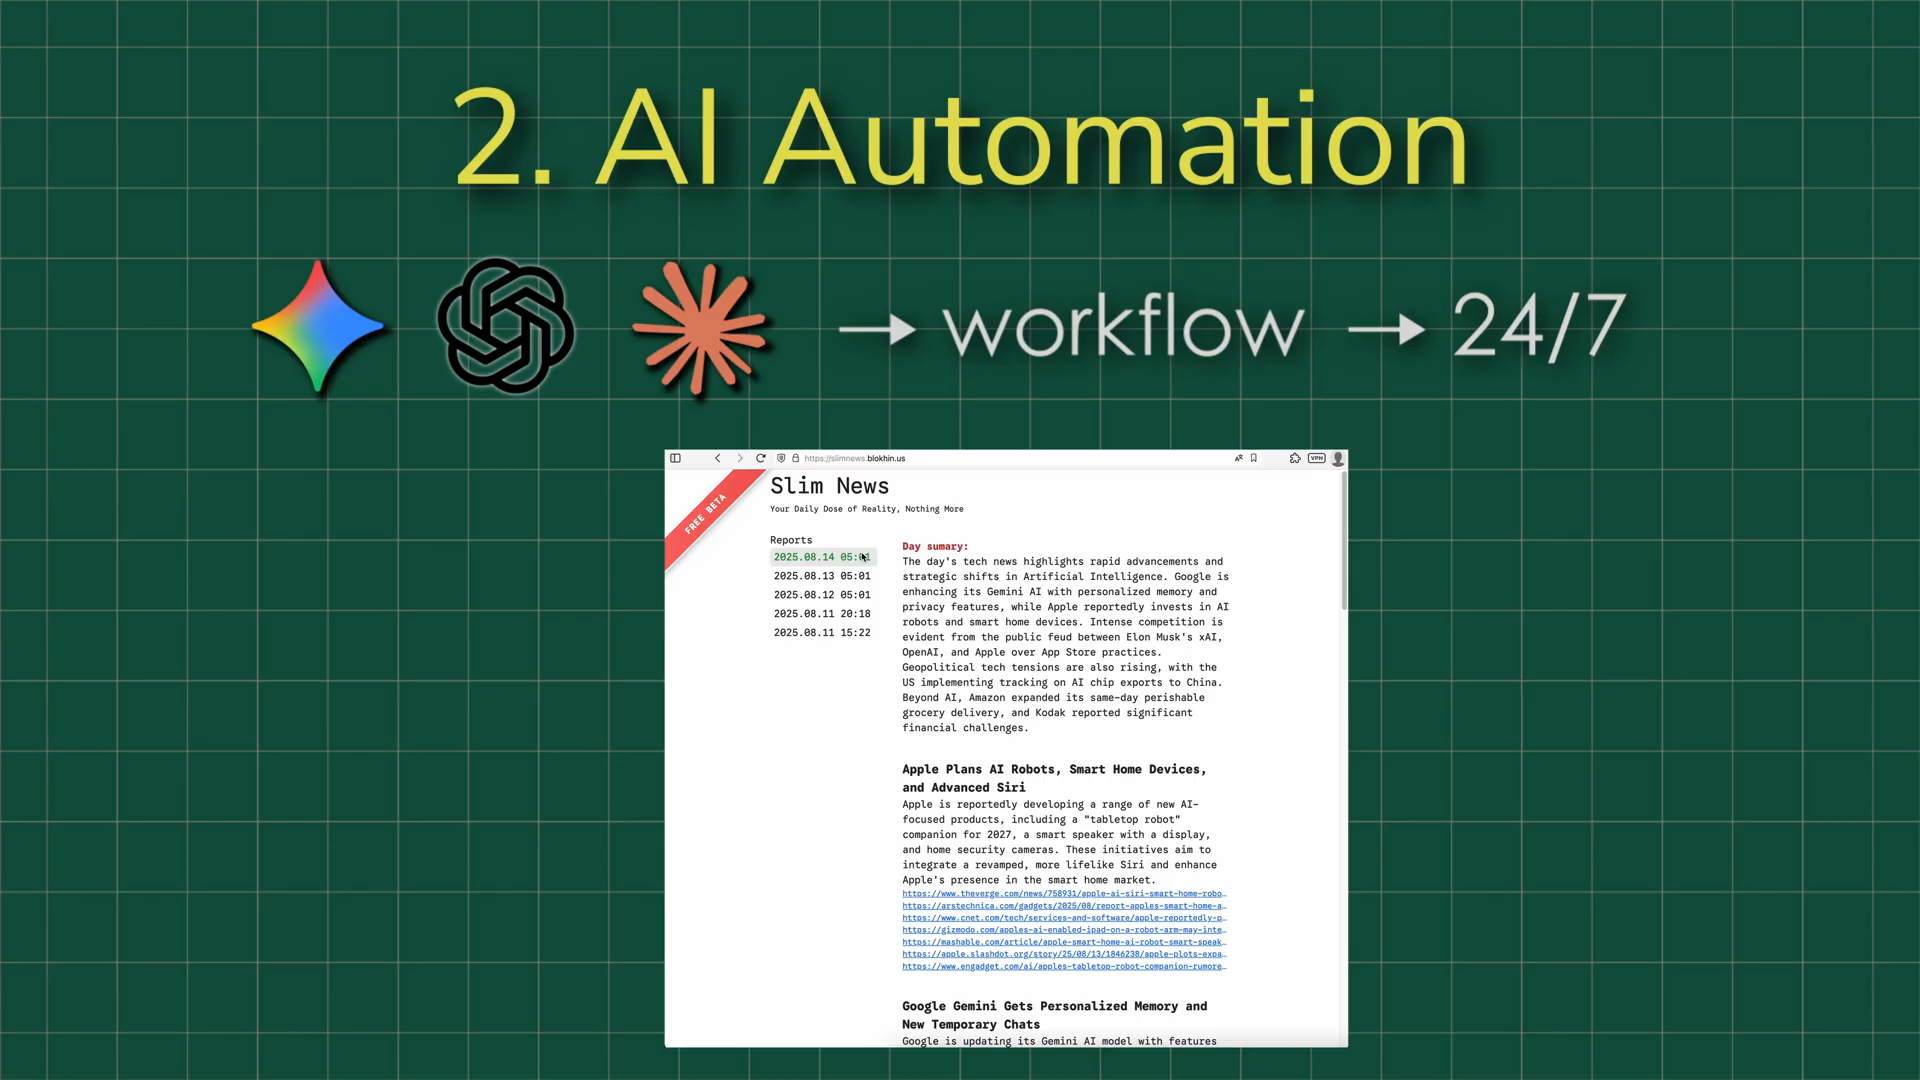 2. AI Automation
→ workflow → 24/7
https://slimnews.blokhin.us
VPN
FREE BETA
Slim News
Your Daily Dose of Reality, Nothing More
Reports
2025.08.14 05:01
2025.08.13 05:01
2025.08.12 05:01
2025.08.11 20:18
2025.08.11 15:22
Day sumary:
The day's tech news highlights rapid advancements and
strategic shifts in Artificial Intelligence. Google is
enhancing its Gemini AI with personalized memory and
privacy features, while Apple reportedly invests in AI
robots and smart home devices. Intense competition is
evident from the public feud between Elon Musk's xAI,
OpenAI, and Apple over App Store practices.
Geopolitical tech tensions are also rising, with the
US implementing tracking on AI chip exports to China.
Beyond AI, Amazon expanded its same-day perishable
grocery delivery, and Kodak reported significant
financial challenges.
Apple Plans AI Robots, Smart Home Devices,
and Advanced Siri
Apple is reportedly developing a range of new AI-
focused products, including a "tabletop robot"
companion for 2027, a smart speaker with a display,
and home security cameras. These initiatives aim to
integrate a revamped, more lifelike Siri and enhance
Apple's presence in the smart home market.
https://www.theverge.com/news/758931/apple-ai-siri-smart-home-robo…
https://arstechnica.com/gadgets/2025/08/report-apples-smart-home-a…
https://www.cnet.com/tech/services-and-software/apple-reportedly-p…
https://gizmodo.com/apples-ai-enabled-ipad-on-a-robot-arm-may-inte…
https://mashable.com/article/apple-smart-home-ai-robot-smart-speak…
https://apple.slashdot.org/story/25/08/13/1846238/apple-plots-expa…
https://www.engadget.com/ai/apples-tabletop-robot-companion-rumore…
Google Gemini Gets Personalized Memory and
New Temporary Chats
Google is updating its Gemini AI model with features